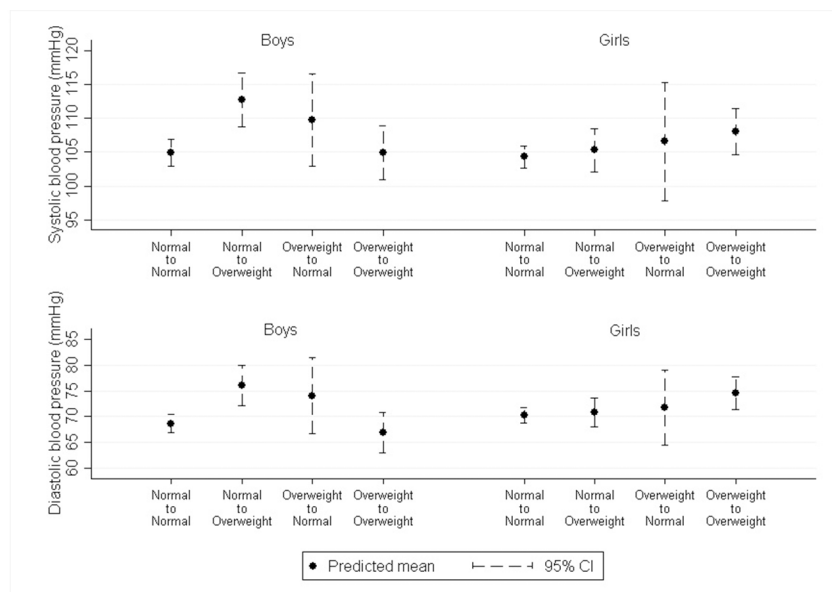 Boys
Girls
Systolic blood pressure (mmHg)
120
115
110
105
100
95
Normal to Normal
Normal to Overweight
Overweight to Normal
Overweight to Overweight
Normal to Normal
Normal to Overweight
Overweight to Normal
Overweight to Overweight
Boys
Girls
Diastolic blood pressure (mmHg)
85
80
75
70
65
60
Normal to Normal
Normal to Overweight
Overweight to Normal
Overweight to Overweight
Normal to Normal
Normal to Overweight
Overweight to Normal
Overweight to Overweight
Predicted mean
95% CI